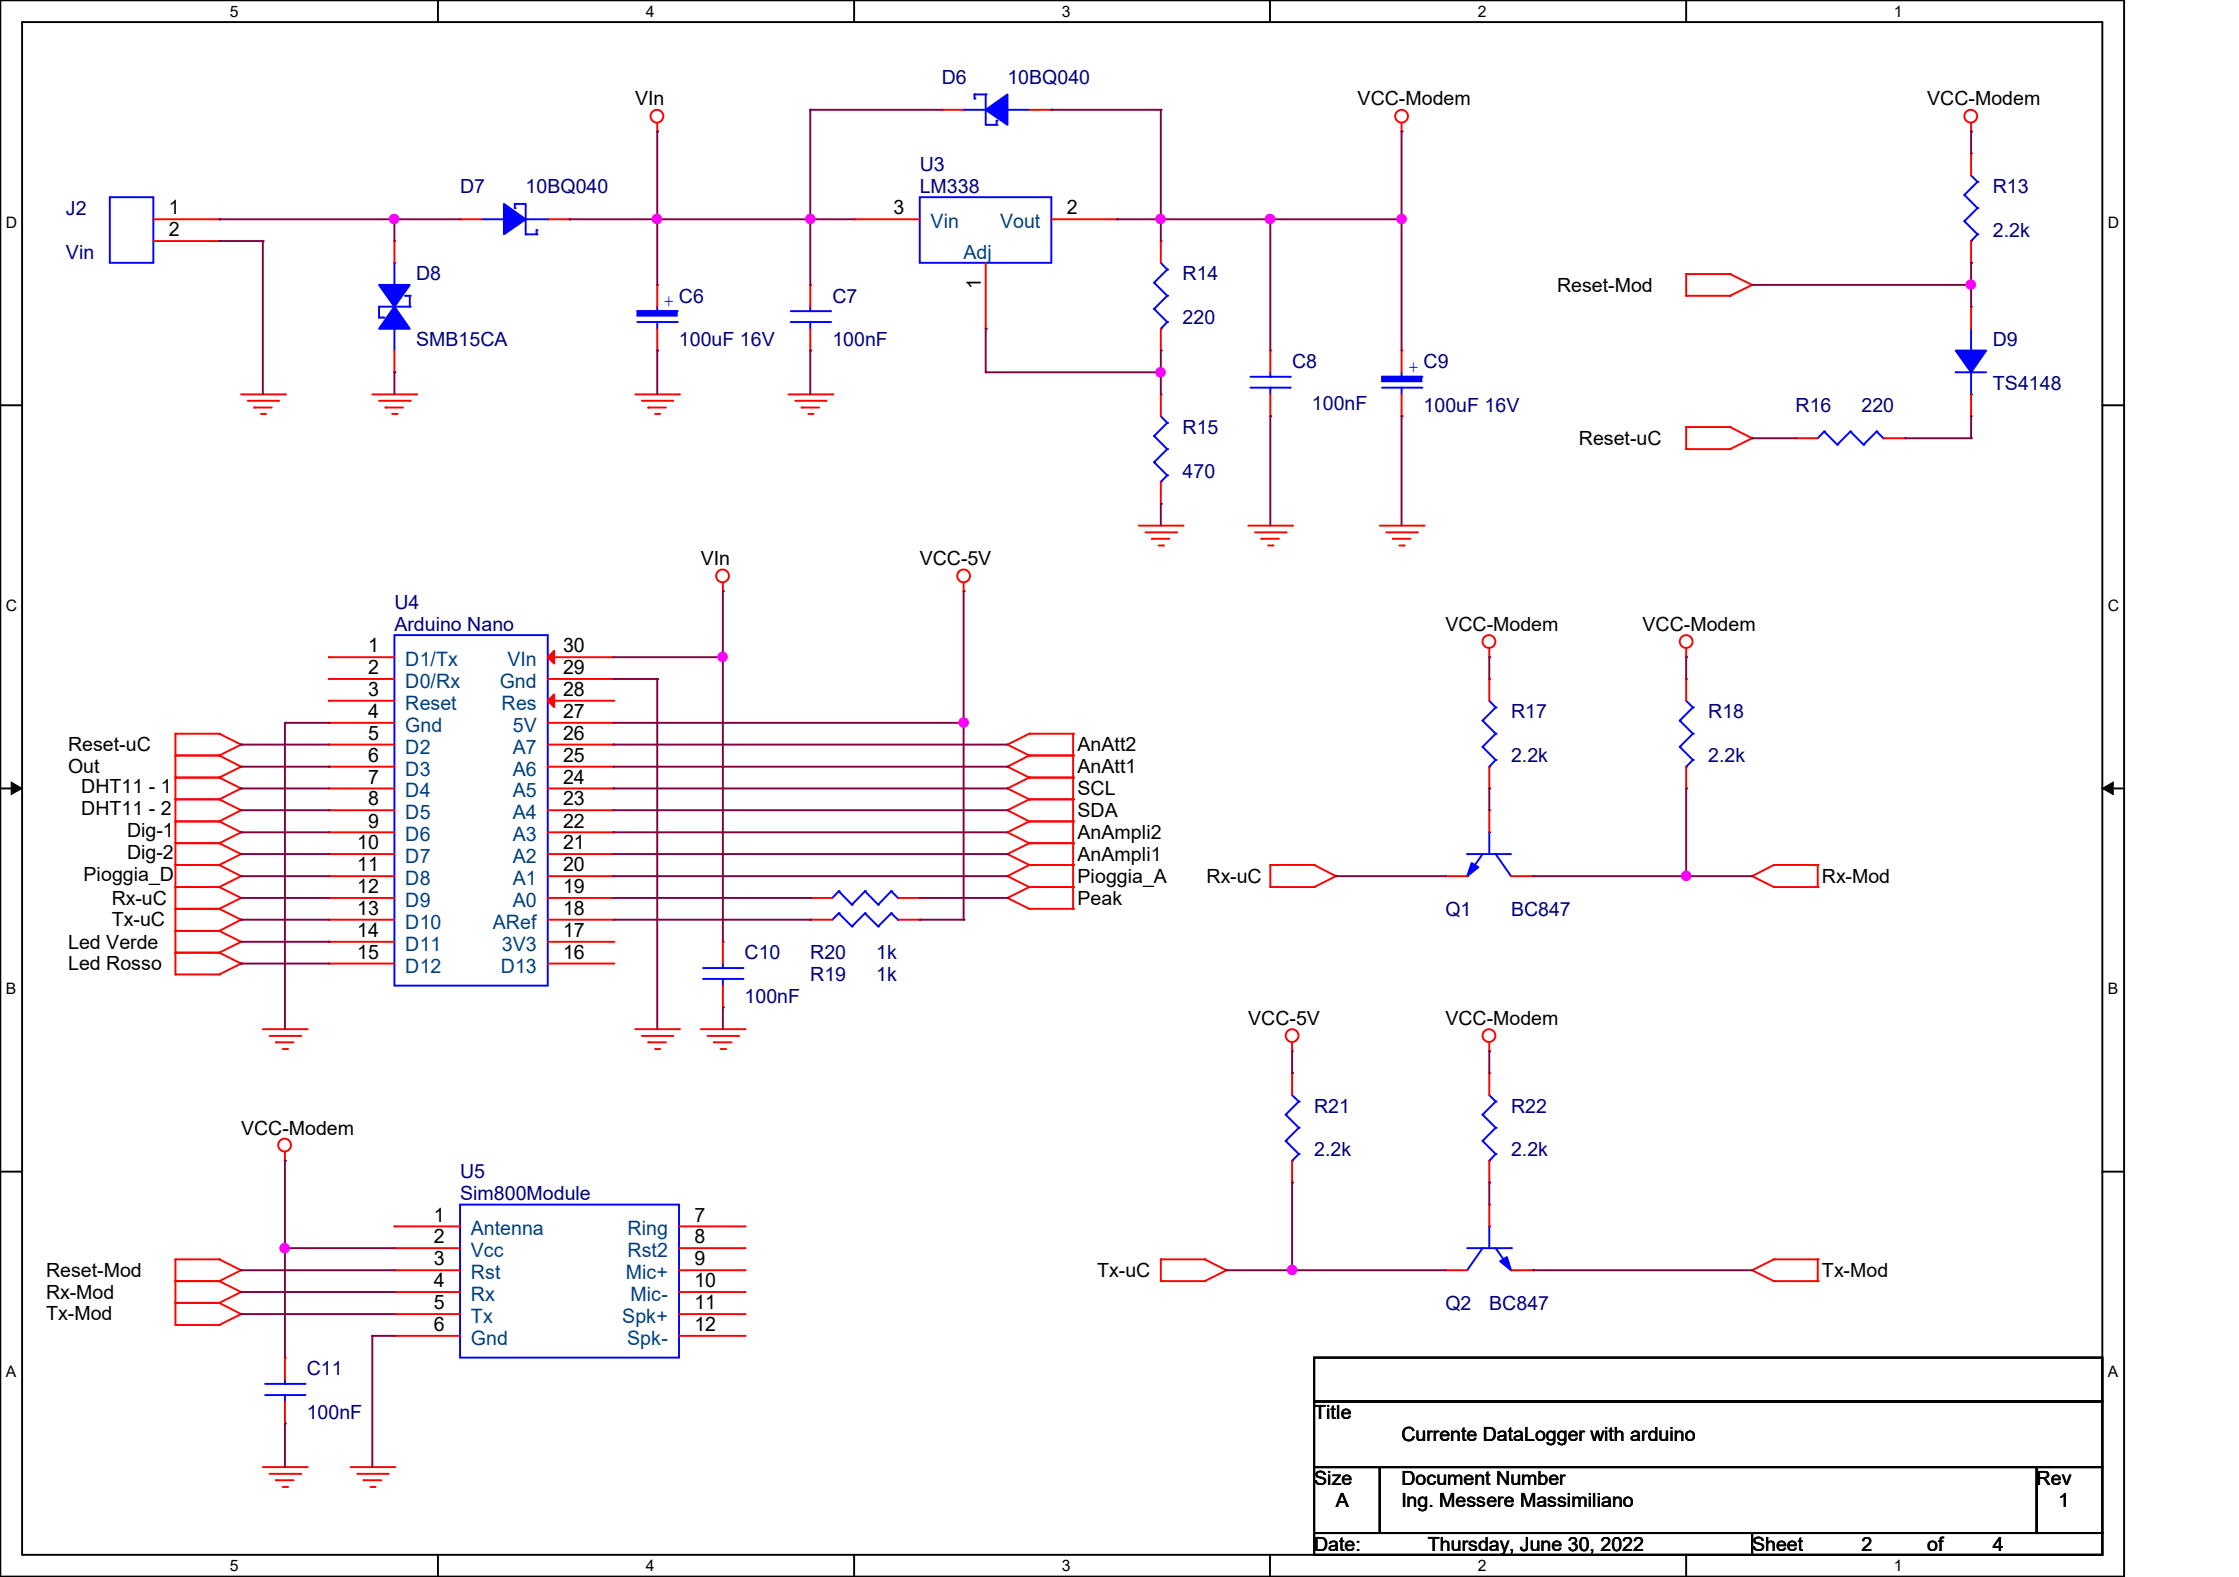 5 4 3 2 1
D6 10BQ040
VIn
VCC-Modem
VCC-Modem
U3
LM338
D7 10BQ040
R13
2.2k
J2
1
2
Vin
3 Vin Vout 2
Adj
1
D D
D8
SMB15CA
+ C6
100uF 16V
C7
100nF
R14
220
Reset-Mod
C8
100nF
+ C9
100uF 16V
D9
TS4148
R16 220
Reset-uC
R15
470
VIn
VCC-5V
C C
U4
Arduino Nano
1 D1/Tx VIn 30
2 D0/Rx Gnd 29
3 Reset Res 28
4 Gnd 5V 27
Reset-uC 5 D2 A7 26 AnAtt2
Out 6 D3 A6 25 AnAtt1
DHT11 - 1 7 D4 A5 24 SCL
DHT11 - 2 8 D5 A4 23 SDA
Dig-1 9 D6 A3 22 AnAmpli2
Dig-2 10 D7 A2 21 AnAmpli1
Pioggia_D 11 D8 A1 20 Pioggia_A
Rx-uC 12 D9 A0 19 Peak
Tx-uC 13 D10 ARef 18
Led Verde 14 D11 3V3 17
Led Rosso 15 D12 D13 16
C10
100nF
R20 1k
R19 1k
VCC-Modem VCC-Modem
R17
2.2k
R18
2.2k
Rx-uC Rx-Mod
Q1 BC847
B B
VCC-5V VCC-Modem
R21
2.2k
R22
2.2k
Tx-uC Tx-Mod
Q2 BC847
VCC-Modem
U5
Sim800Module
1 Antenna Ring 7
2 Vcc Rst2 8
Reset-Mod 3 Rst Mic+ 9
Rx-Mod 4 Rx Mic- 10
Tx-Mod 5 Tx Spk+ 11
6 Gnd Spk- 12
C11
100nF
A A
Title
Currente DataLogger with arduino
Size Document Number Rev
A Ing. Messere Massimiliano 1
Date: Thursday, June 30, 2022 Sheet 2 of 4
5 4 3 2 1